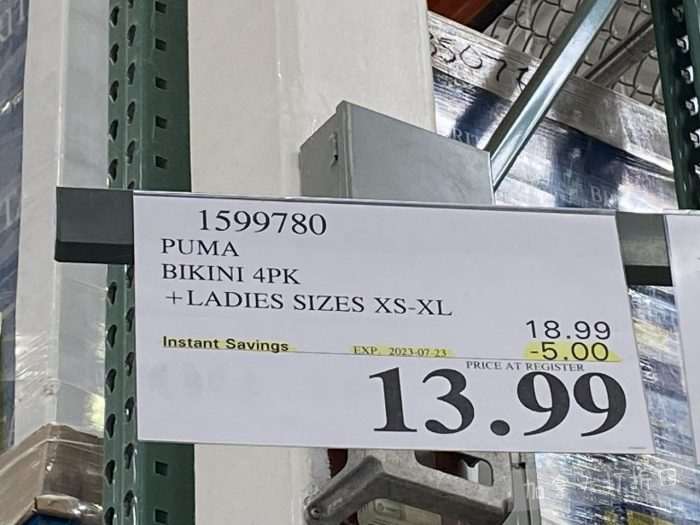 1599780
PUMA
BIKINI 4PK
+LADIES SIZES XS-XL
18.99
Instant Savings EXP. 2023-07-23 -5.00
PRICE AT REGISTER
13.99